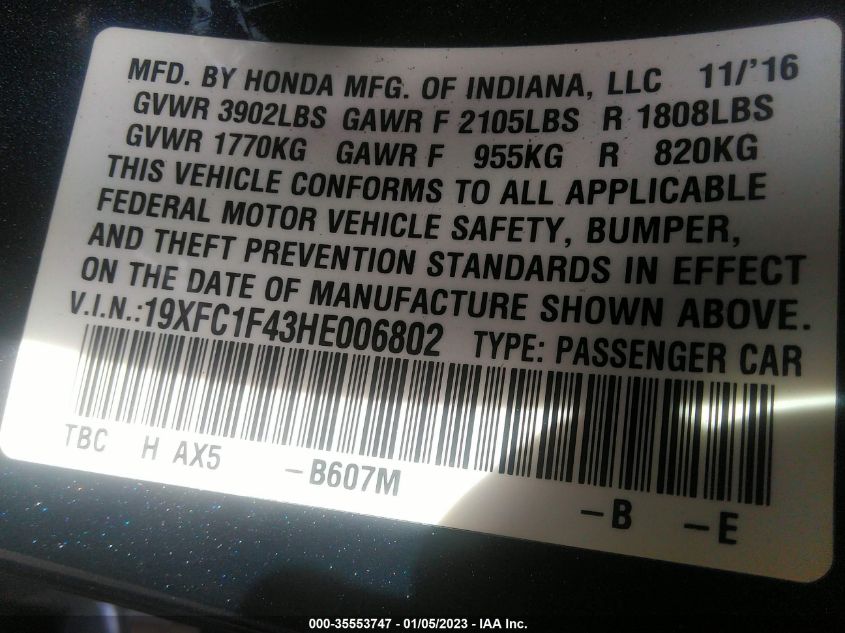 MFD. BY HONDA MFG. OF INDIANA, LLC 11/'16
GVWR 3902LBS GAWR F 2105LBS R 1808LBS
GVWR 1770KG GAWR F 955KG R 820KG
THIS VEHICLE CONFORMS TO ALL APPLICABLE
FEDERAL MOTOR VEHICLE SAFETY, BUMPER,
AND THEFT PREVENTION STANDARDS IN EFFECT
ON THE DATE OF MANUFACTURE SHOWN ABOVE.
V.I.N.:19XFC1F43HE006802 TYPE: PASSENGER CAR
TBC H AX5 -B607M -B -E
000-35553747 - 01/05/2023 - IAA Inc.